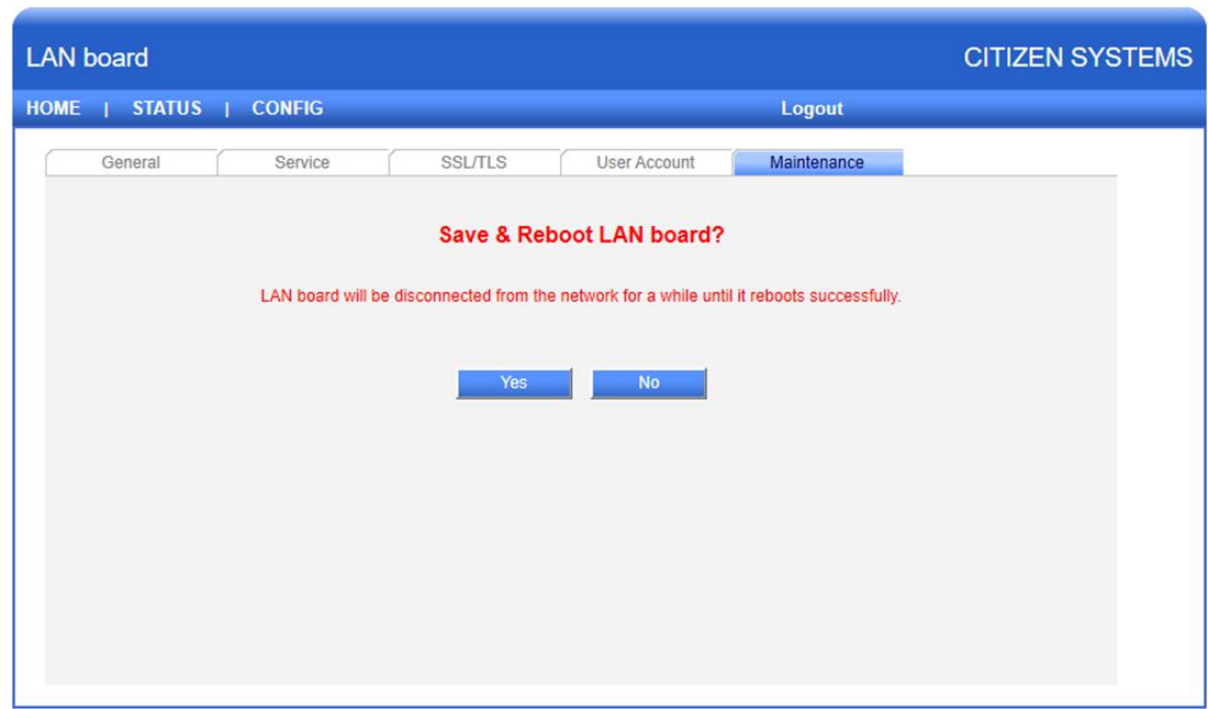 LAN board CITIZEN SYSTEMS
HOME | STATUS | CONFIG Logout
General Service SSL/TLS User Account Maintenance
Save & Reboot LAN board?
LAN board will be disconnected from the network for a while until it reboots successfully.
Yes No